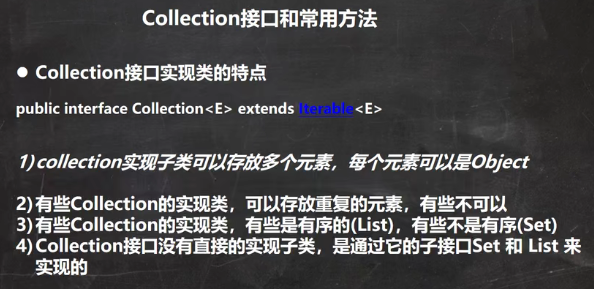 Collection接口和常用方法
● Collection接口实现类的特点
public interface Collection<E> extends Iterable<E>
1)collection实现子类可以存放多个元素，每个元素可以是Object
2)有些Collection的实现类，可以存放重复的元素，有些不可以
3)有些Collection的实现类，有些是有序的(List)，有些不是有序(Set)
4)Collection接口没有直接的实现子类，是通过它的子接口Set 和 List 来
实现的